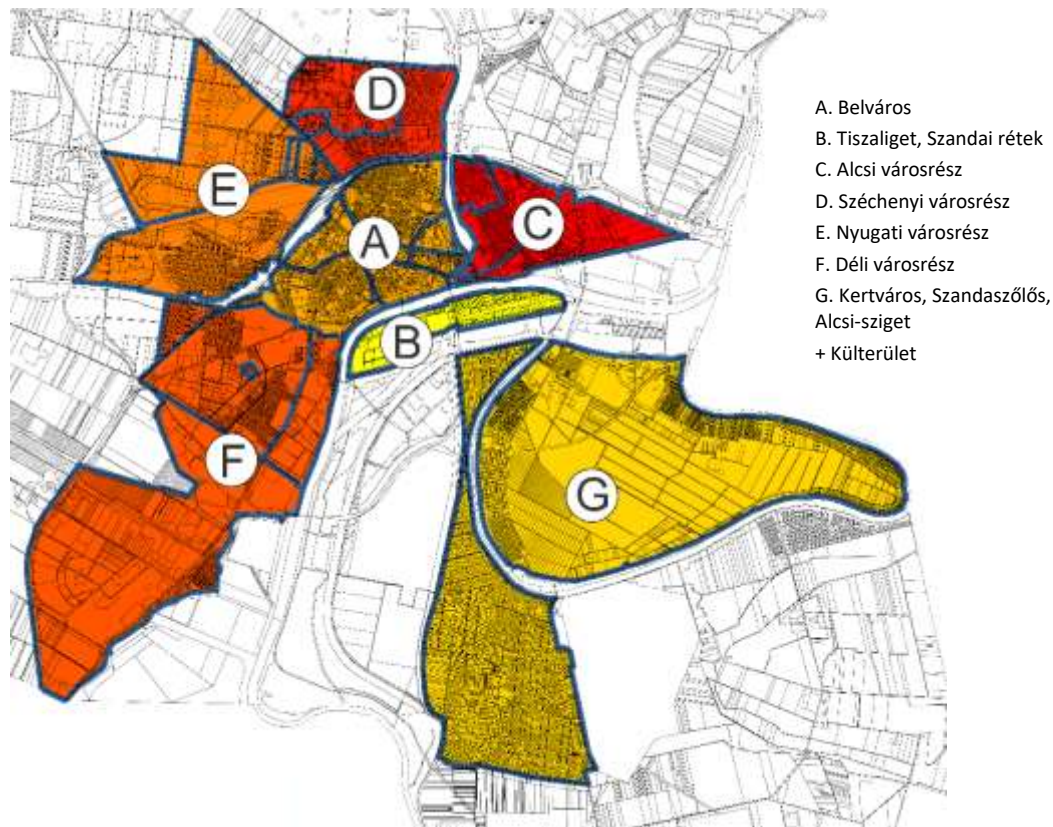 D
E
C
A
B
F
G
A. Belváros
B. Tiszaliget, Szandai rétek
C. Alcsi városrész
D. Széchenyi városrész
E. Nyugati városrész
F. Déli városrész
G. Kertváros, Szandaszőlős,
Alcsi-sziget
+ Külterület